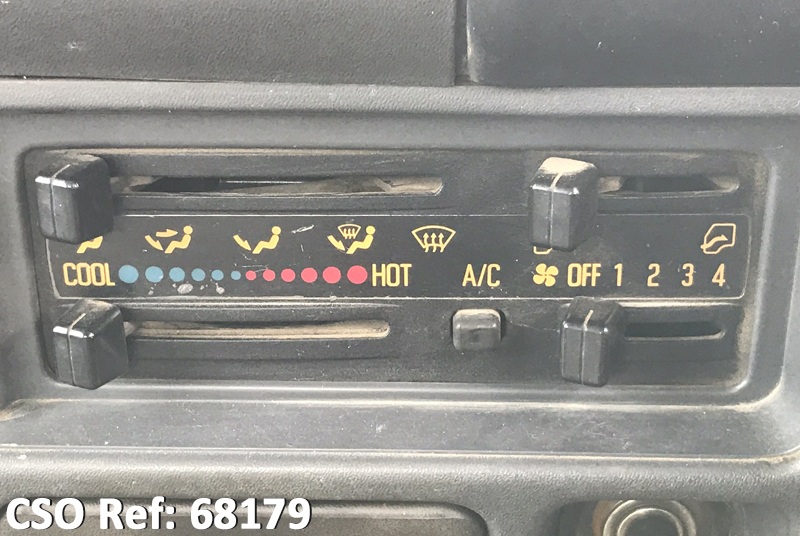 COOL HOT A/C OFF 1 2 3 4
CSO Ref: 68179